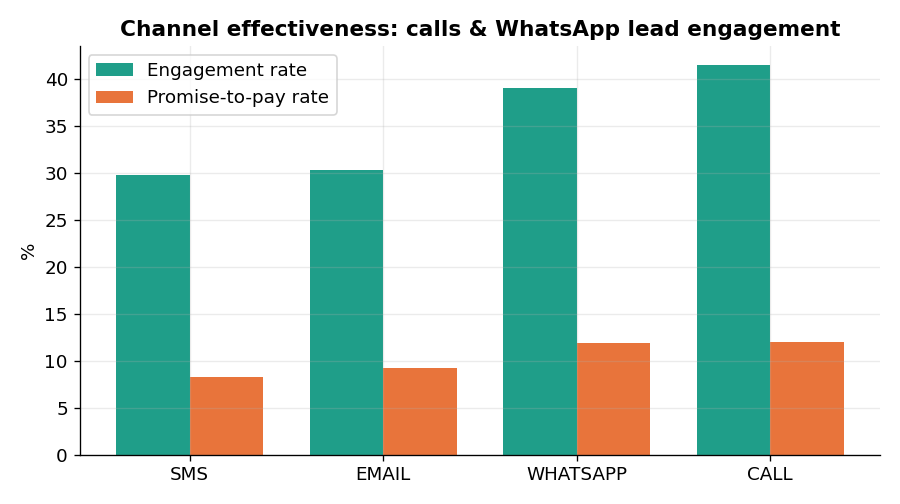 Channel effectiveness: calls & WhatsApp lead engagement
Engagement rate
Promise-to-pay rate
%
40
35
30
25
20
15
10
5
0
SMS
EMAIL
WHATSAPP
CALL